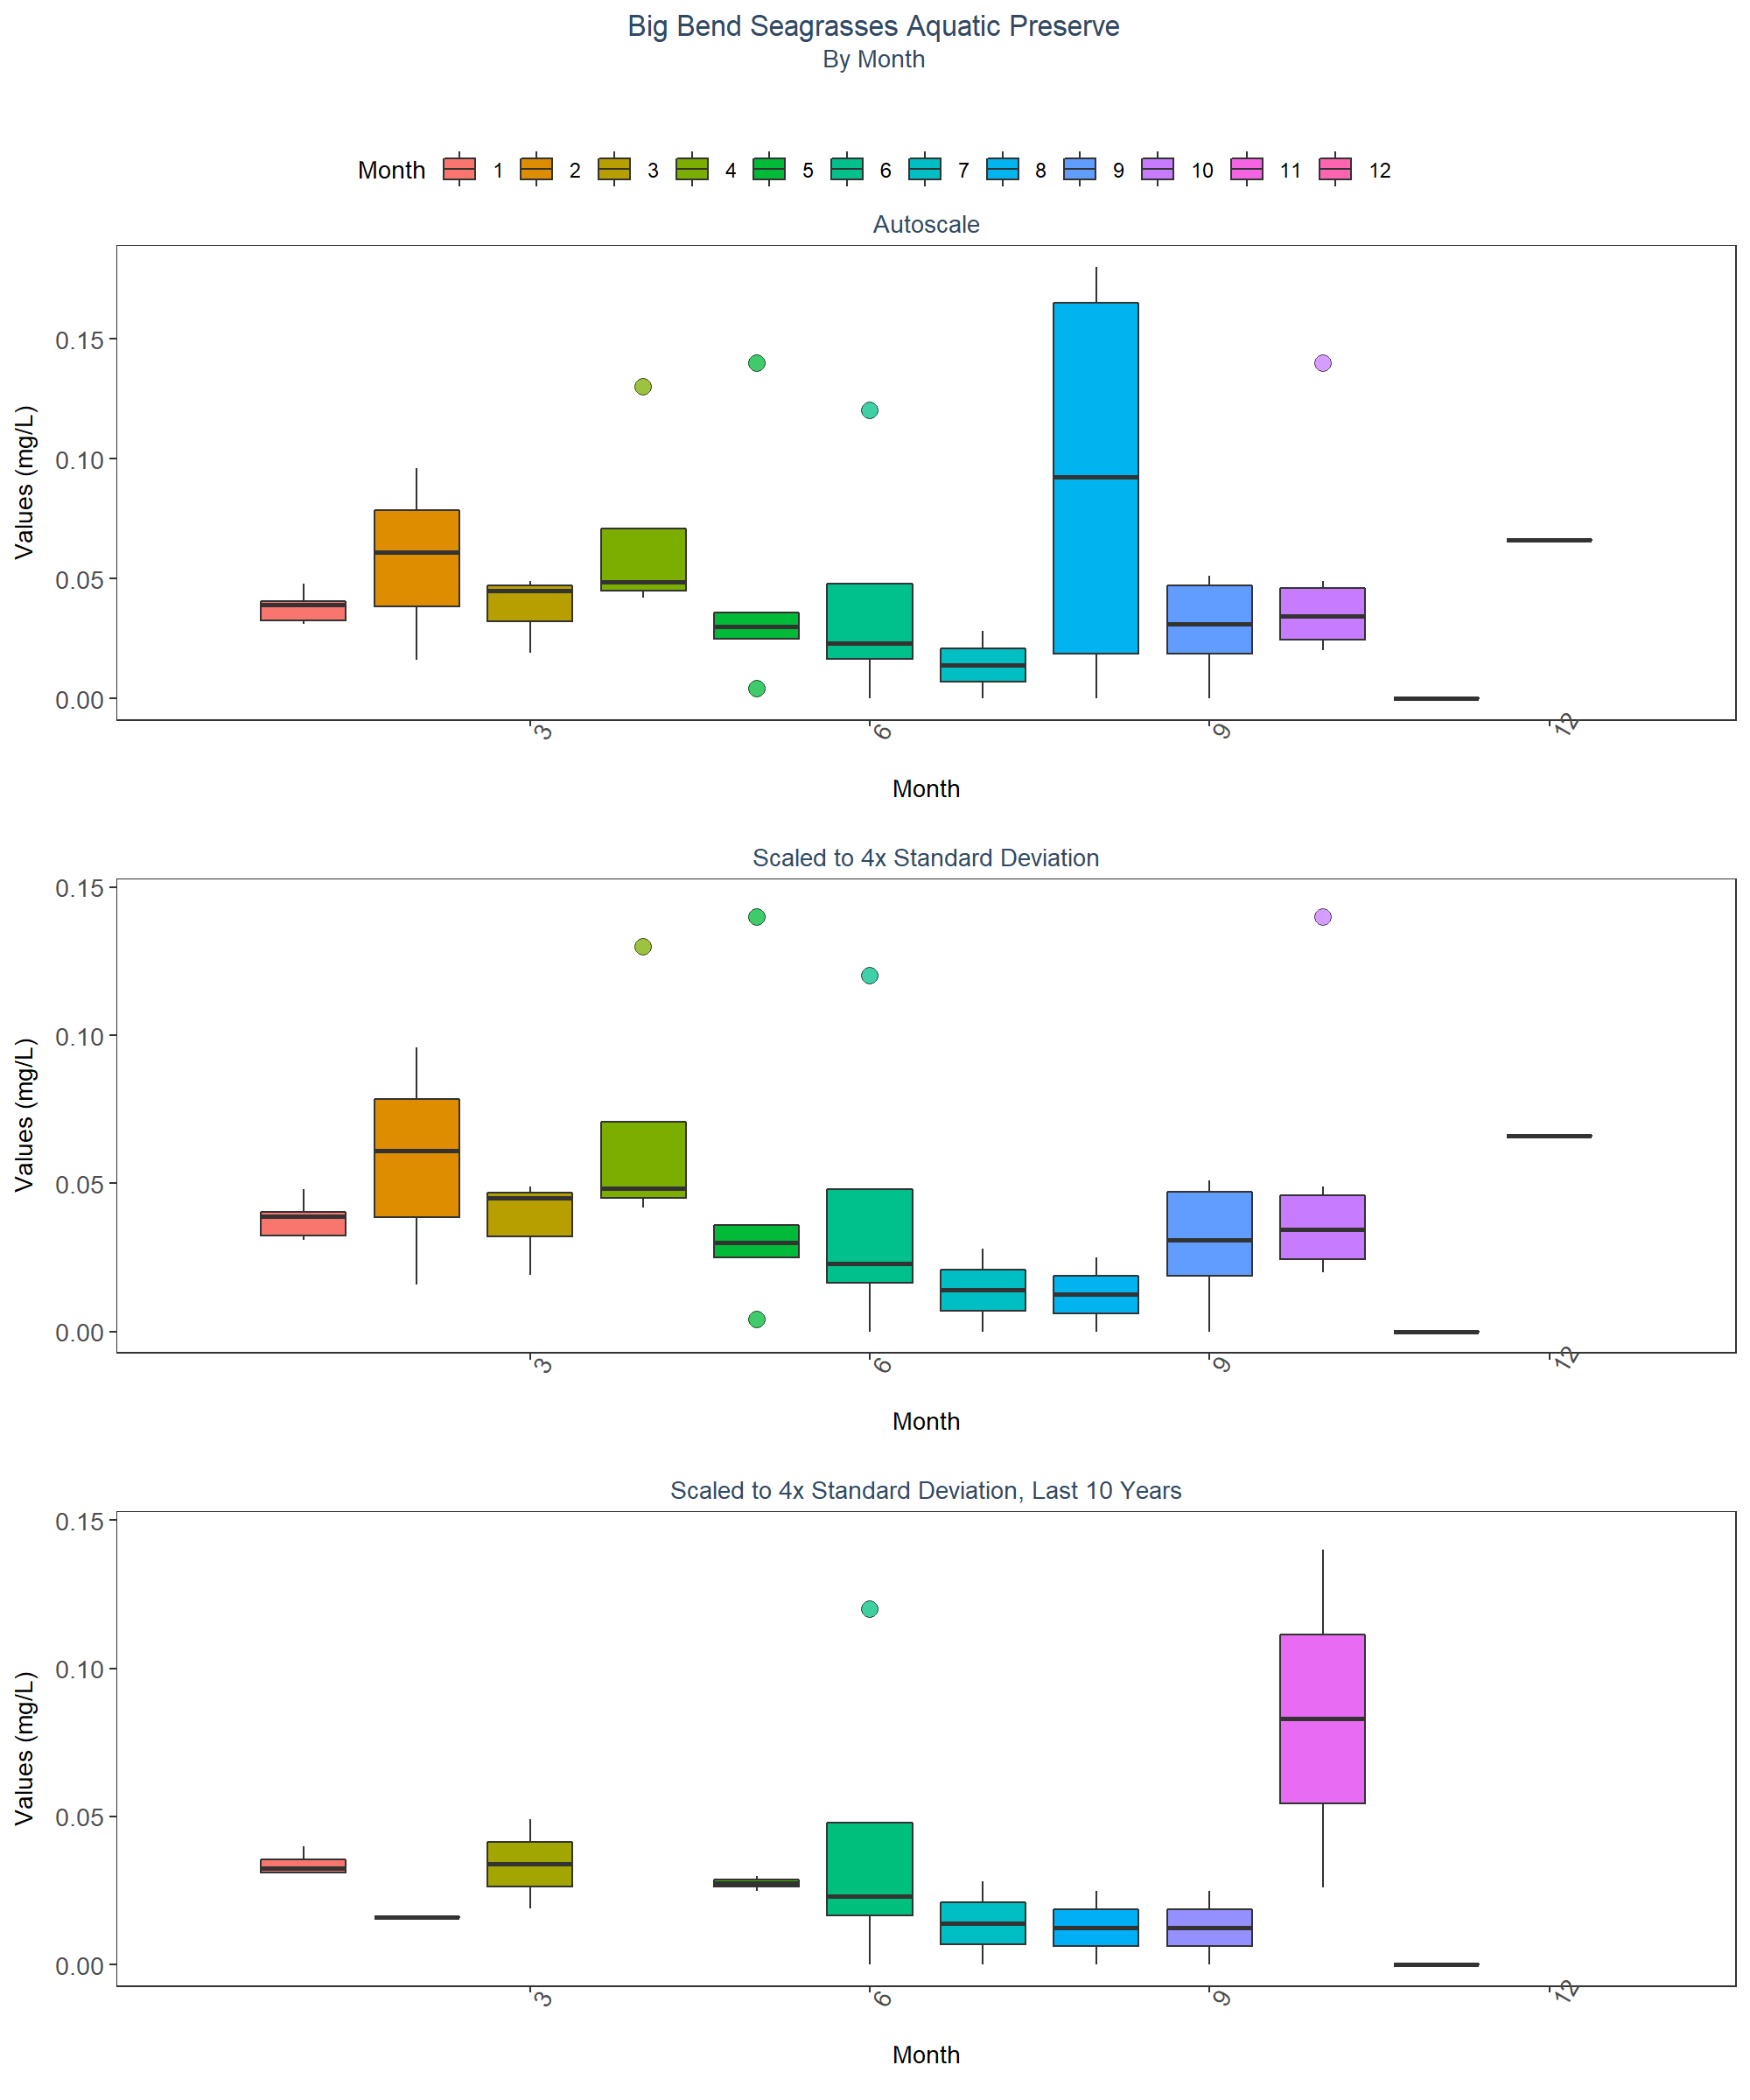 Big Bend Seagrasses Aquatic Preserve
By Month
Month 1 2 3 4 5 6 7 8 9 10 11 12
Autoscale
Values (mg/L)
0.15
0.10
0.05
0.00
3 6 9 12
Month
Scaled to 4x Standard Deviation
Values (mg/L)
0.15
0.10
0.05
0.00
3 6 9 12
Month
Scaled to 4x Standard Deviation, Last 10 Years
Values (mg/L)
0.15
0.10
0.05
0.00
3 6 9 12
Month